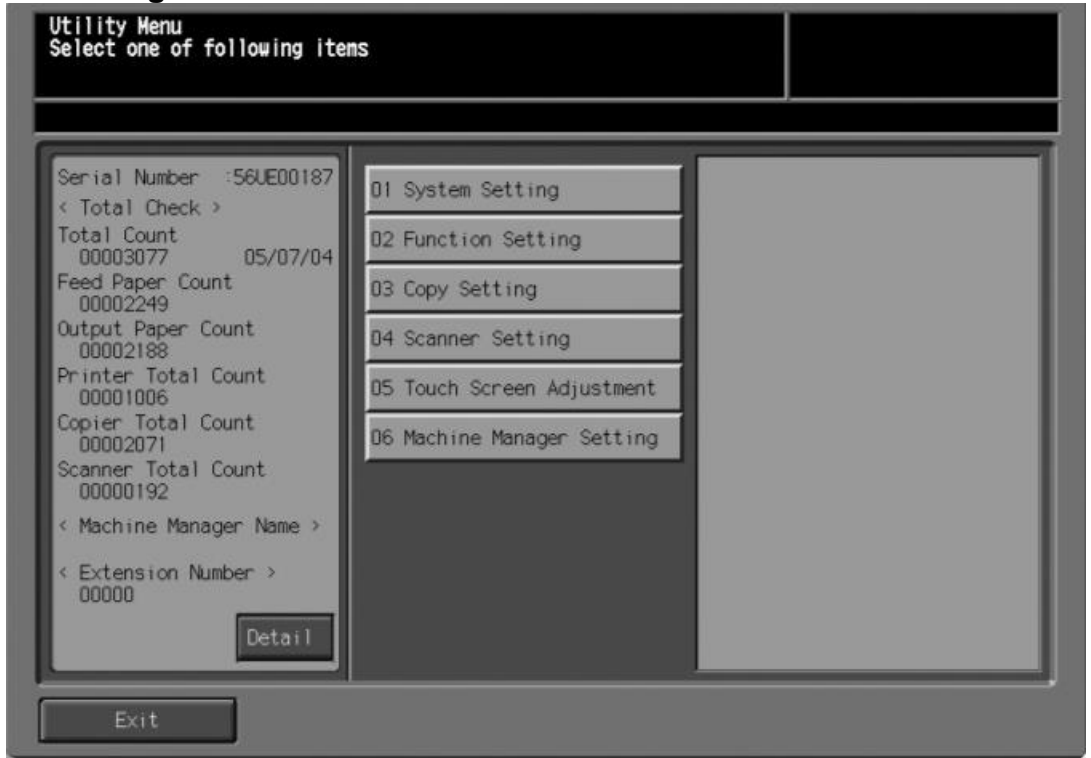 Utility Menu
Select one of following items
Serial Number :56UE00187
< Total Check >
Total Count
00003077 05/07/04
Feed Paper Count
00002249
Output Paper Count
00002188
Printer Total Count
00001006
Copier Total Count
00002071
Scanner Total Count
00000192
< Machine Manager Name >
< Extension Number >
00000
Detail
01 System Setting
02 Function Setting
03 Copy Setting
04 Scanner Setting
05 Touch Screen Adjustment
06 Machine Manager Setting
Exit